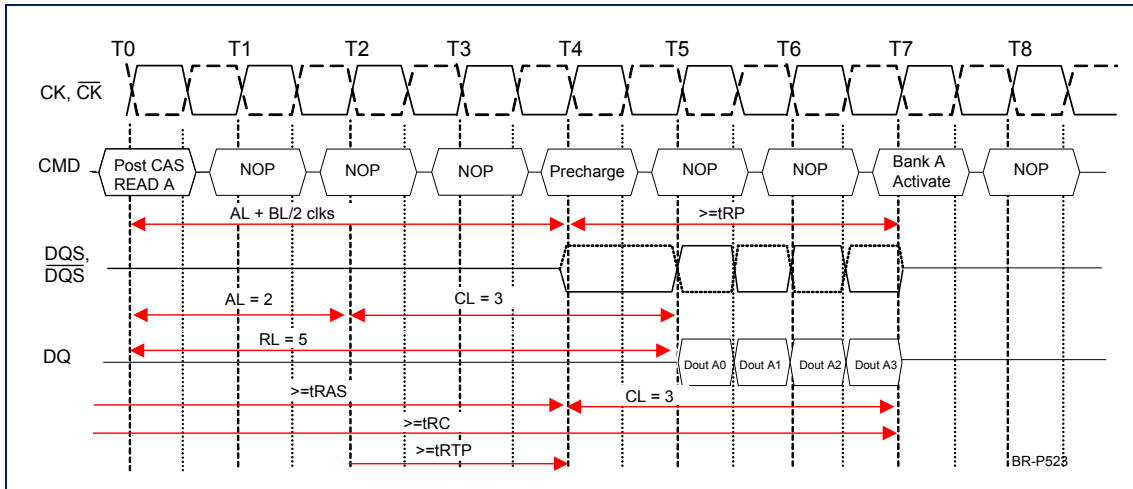 T0 T1 T2 T3 T4 T5 T6 T7 T8
CK, CK
CMD
Post CAS
READ A
NOP NOP NOP Precharge NOP NOP
Bank A
Activate
NOP
AL + BL/2 clks >=tRP
DQS,
DQS
AL = 2 CL = 3
RL = 5
DQ
Dout A0 Dout A1 Dout A2 Dout A3
>=tRAS CL = 3
>=tRC
>=tRTP
BR-P523